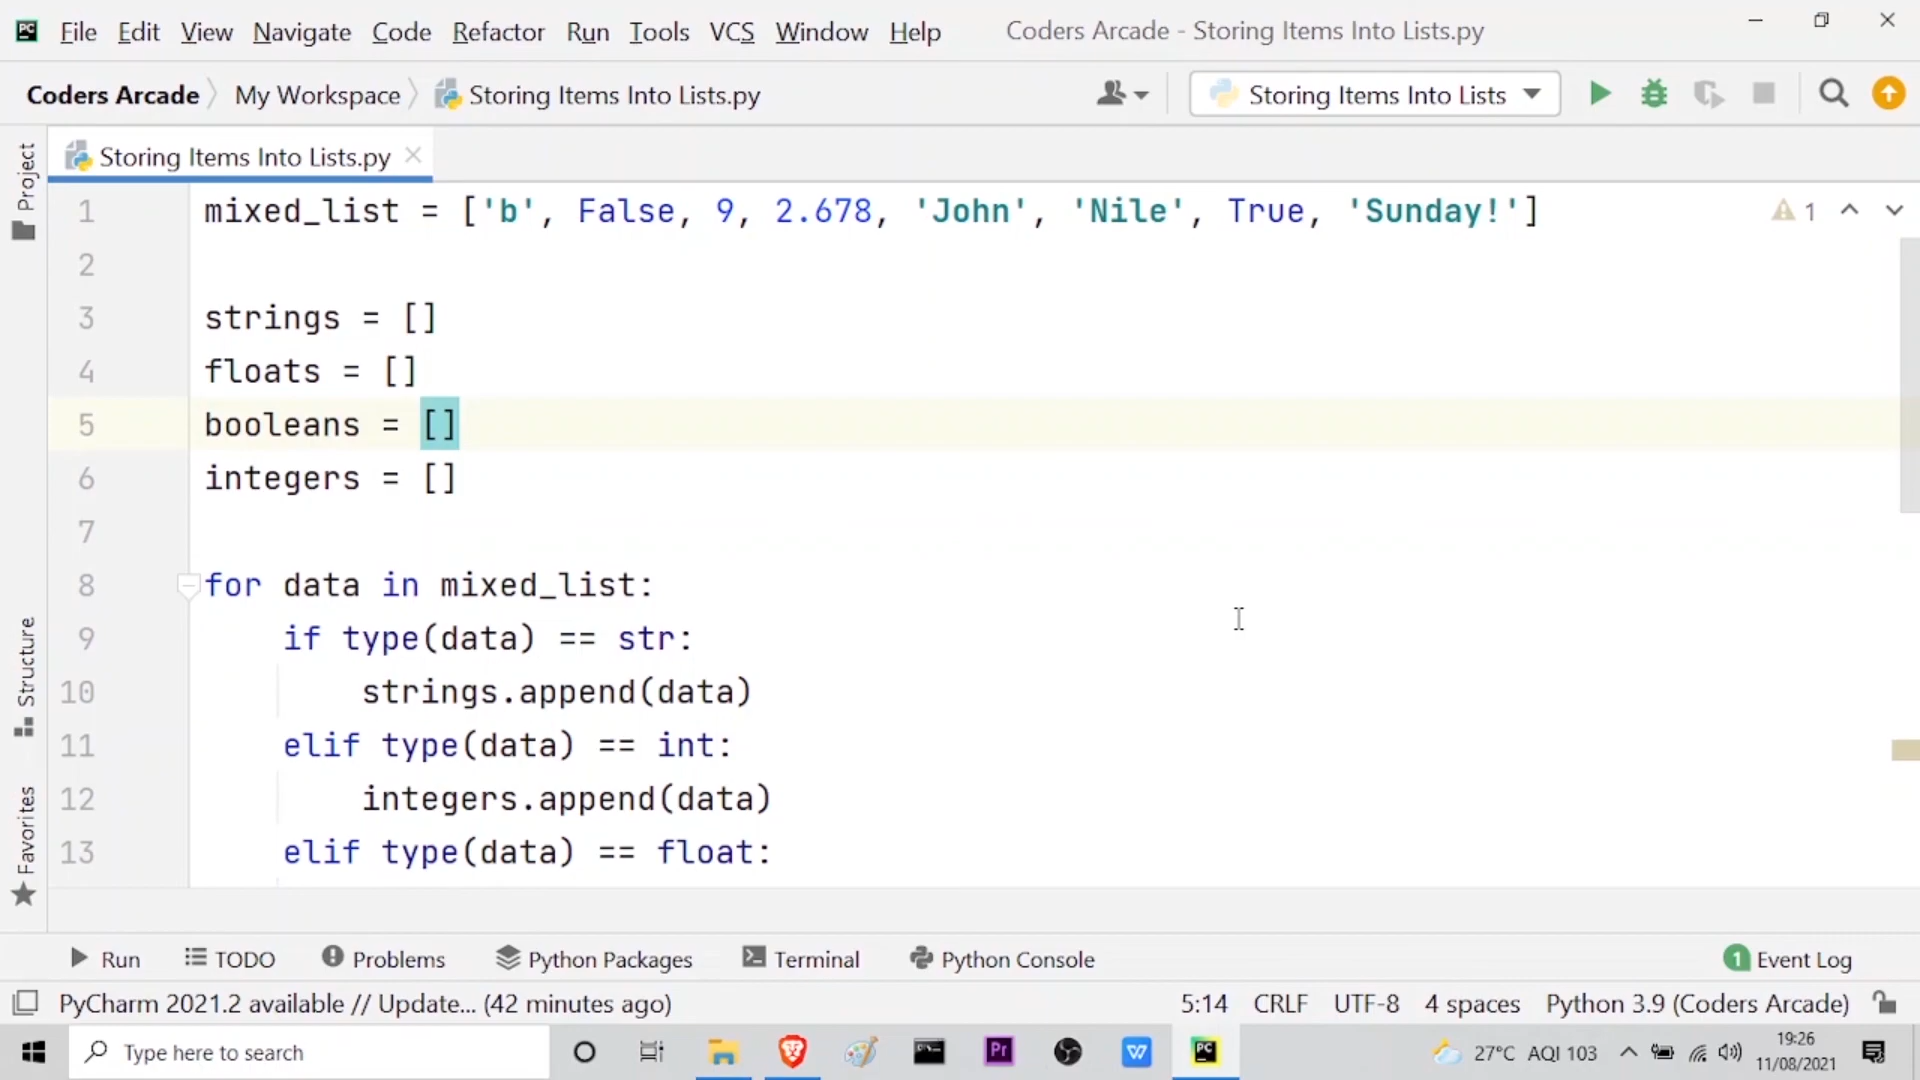 PC File Edit View Navigate Code Refactor Run Tools VCS Window Help Coders Arcade - Storing Items Into Lists.py
Coders Arcade My Workspace Storing Items Into Lists.py Storing Items Into Lists
Project
Storing Items Into Lists.py
1 mixed_list = ['b', False, 9, 2.678, 'John', 'Nile', True, 'Sunday!'] 1
2
3 strings = []
4 floats = []
5 booleans = []
6 integers = []
7
8 for data in mixed_list:
9 if type(data) == str:
10 strings.append(data)
11 elif type(data) == int:
12 integers.append(data)
13 elif type(data) == float:
Structure
Favorites
Run TODO Problems Python Packages Terminal Python Console 1 Event Log
PyCharm 2021.2 available // Update... (42 minutes ago) 5:14 CRLF UTF-8 4 spaces Python 3.9 (Coders Arcade)
Type here to search Pr W PC 27°C AQI 103 19:26
11/08/2021